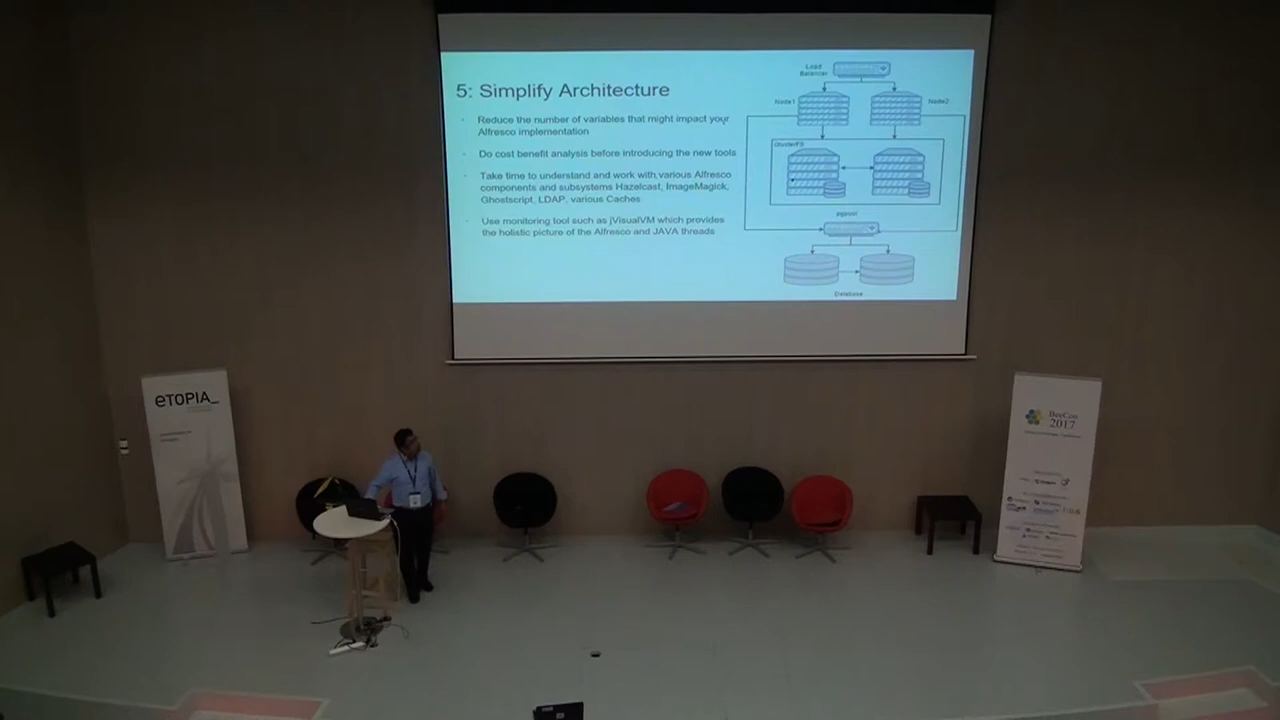 5: Simplify Architecture
Reduce the number of variables that might impact your
Alfresco implementation
Do cost benefit analysis before introducing the new tools
Take time to understand and work with various Alfresco
components and subsystems Hazelcast, ImageMagick,
Ghostscript, LDAP, various Caches
Use monitoring tool such as jVisualVM which provides
the holistic picture of the Alfresco and JAVA threads
Load
Balancer
Node1
Node2
GlusterFS
pgpool
Database
eTOPIA_
BeeCon
2017